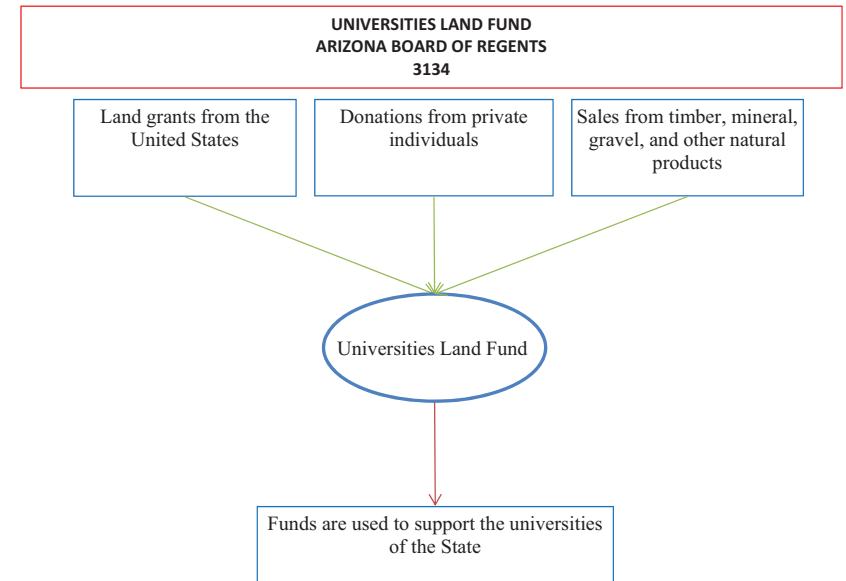 UNIVERSITIES LAND FUND
ARIZONA BOARD OF REGENTS
3134
Land grants from the
United States
Donations from private
individuals
Sales from timber, mineral,
gravel, and other natural
products
Universities Land Fund
Funds are used to support the universities
of the State